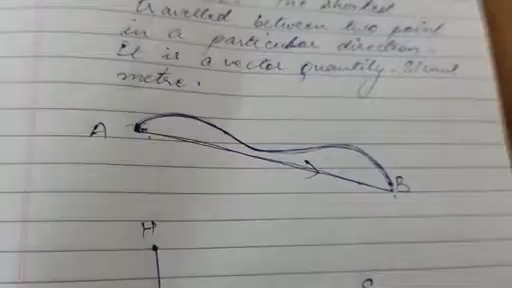 the shortest
travelled between two point
in a particular direction.
It is a vector quantity. SI unit
metre.
A
B
H